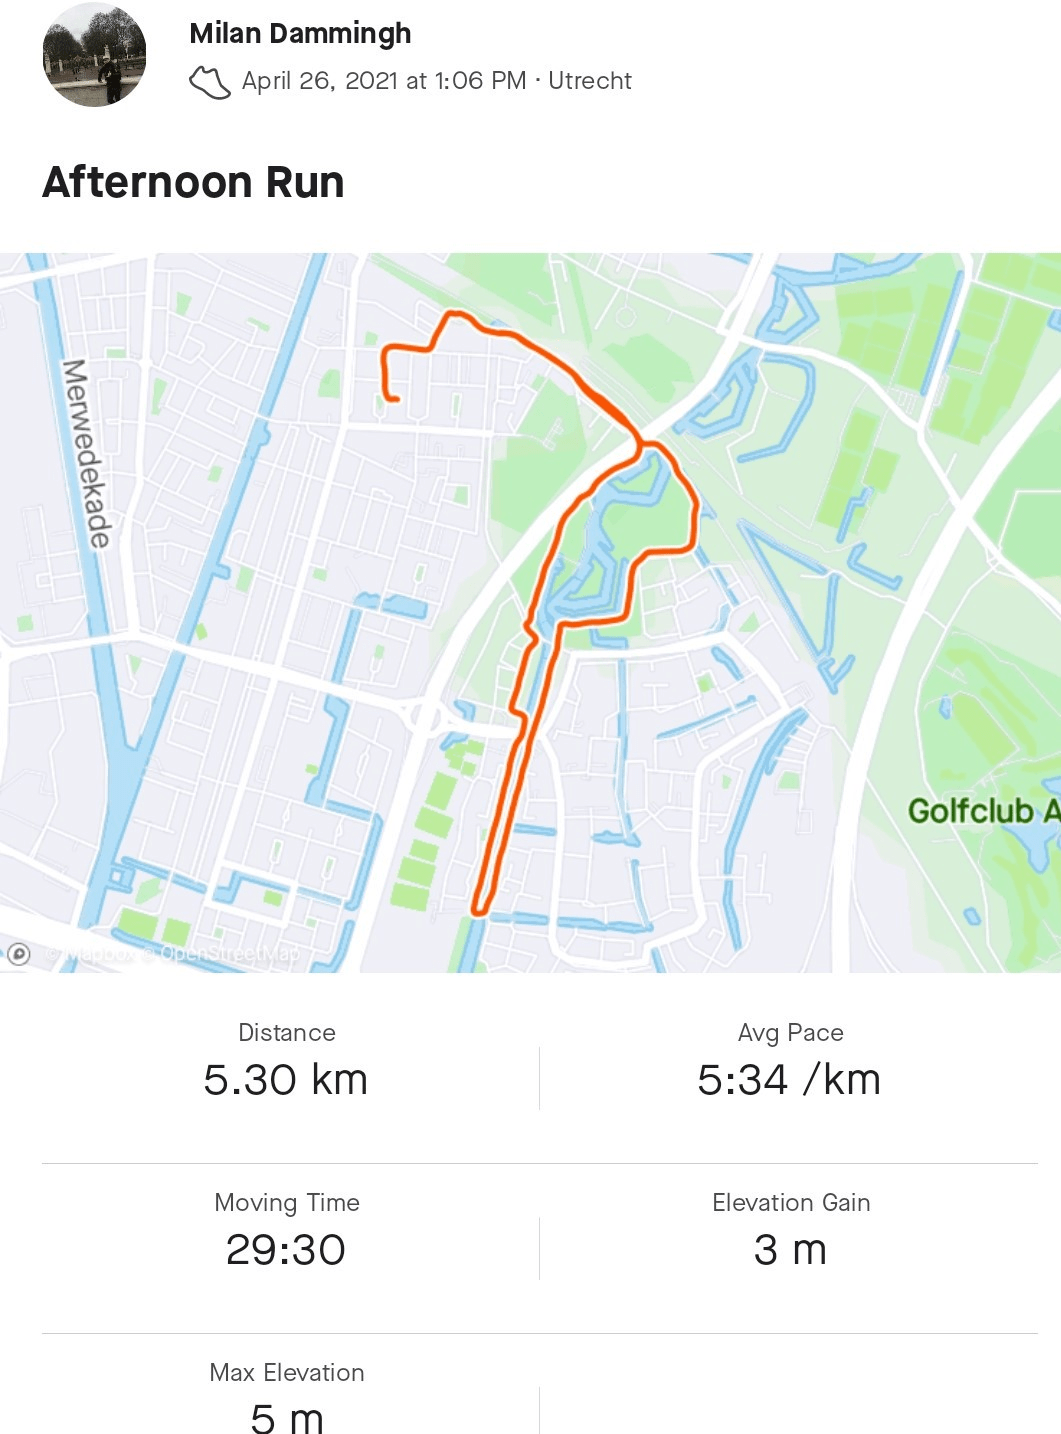 Milan Dammingh
April 26, 2021 at 1:06 PM · Utrecht
Afternoon Run
Merwedekade
Golfclub A
© Mapbox © OpenStreetMap
Distance
5.30 km
Avg Pace
5:34 /km
Moving Time
29:30
Elevation Gain
3 m
Max Elevation
5 m